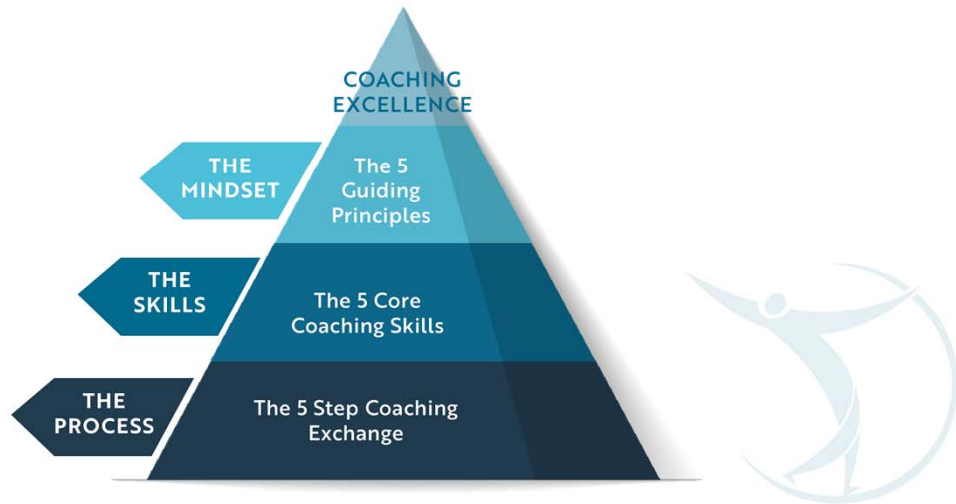 COACHING
EXCELLENCE
THE
MINDSET
The 5
Guiding
Principles
THE
SKILLS
The 5 Core
Coaching Skills
THE
PROCESS
The 5 Step Coaching
Exchange